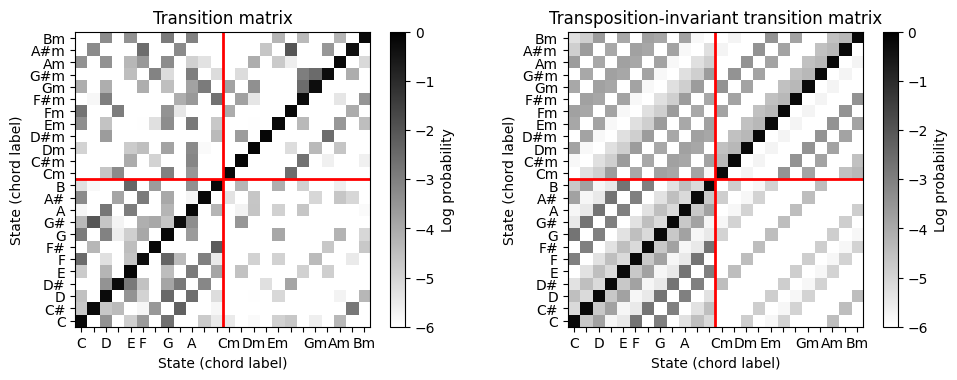 Transition matrix
State (chord label)
Bm
A#m
Am
G#m
Gm
F#m
Fm
Em
D#m
Dm
C#m
Cm
B
A#
A
G#
G
F#
F
E
D#
D
C#
C
C D E F G A Cm Dm Em Gm Am Bm
State (chord label)
0
−1
−2
−3
−4
−5
−6
Log probability
Transposition-invariant transition matrix
State (chord label)
Bm
A#m
Am
G#m
Gm
F#m
Fm
Em
D#m
Dm
C#m
Cm
B
A#
A
G#
G
F#
F
E
D#
D
C#
C
C D E F G A Cm Dm Em Gm Am Bm
State (chord label)
0
−1
−2
−3
−4
−5
−6
Log probability